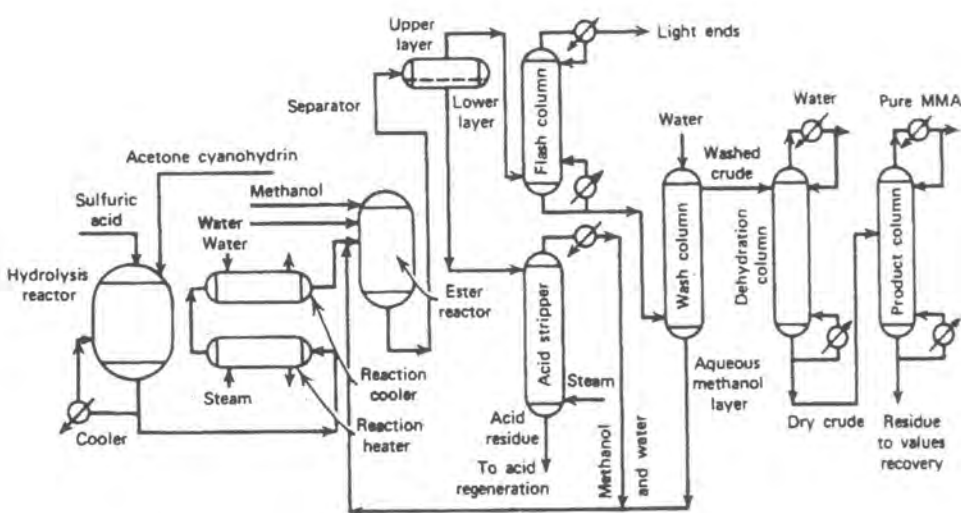 Upper
layer
Light ends
Separator
Lower
layer
Flash column
Water
Pure MMA
Water
Washed
crude
Acetone cyanohydrin
Methanol
Sulfuric
acid
Water
Water
Hydrolysis
reactor
Ester
reactor
Wash column
Dehydration
column
Product column
Acid stripper
Reaction
cooler
Steam
Steam
Aqueous
methanol
layer
Cooler
Reaction
heater
Acid
residue
Methanol
and water
Dry crude
Residue
to values
recovery
To acid
regeneration